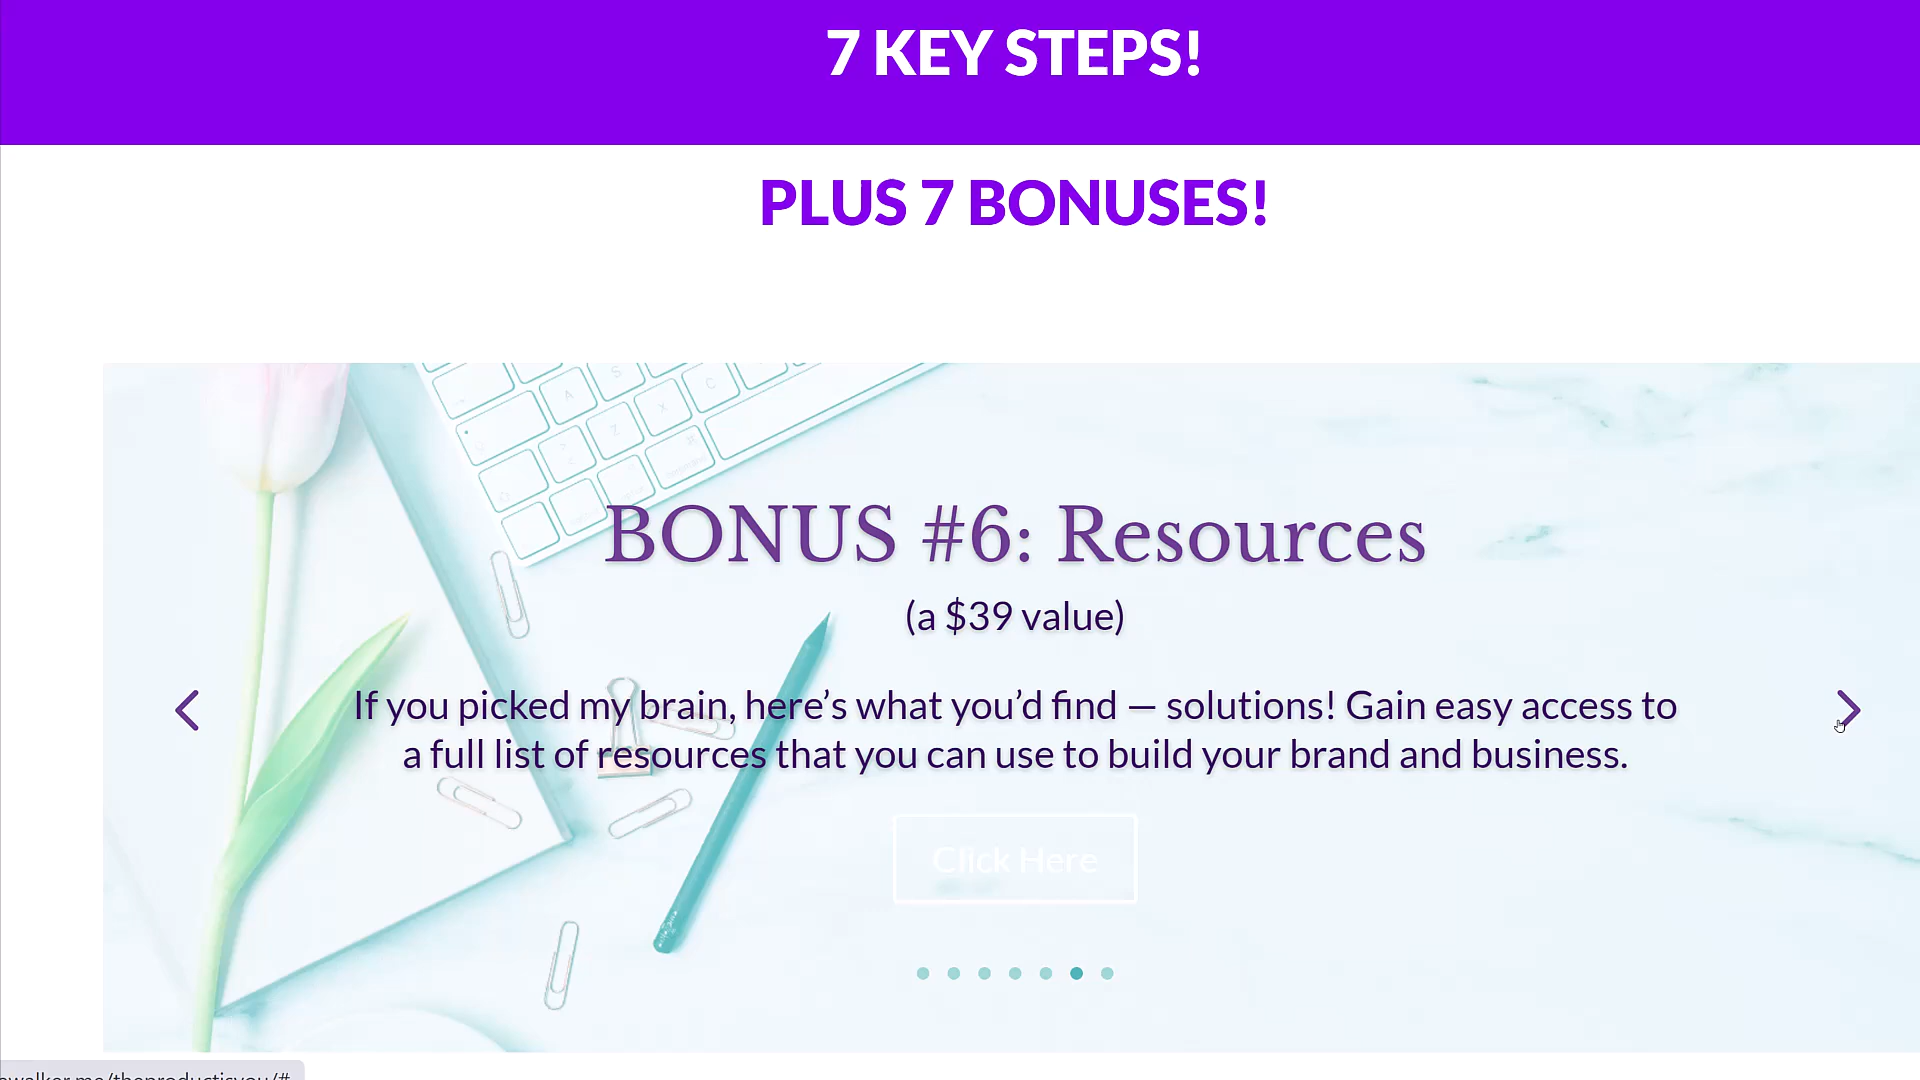 7 KEY STEPS!
PLUS 7 BONUSES!
BONUS #6: Resources
(a $39 value)
If you picked my brain, here’s what you’d find — solutions! Gain easy access to
a full list of resources that you can use to build your brand and business.
Click Here